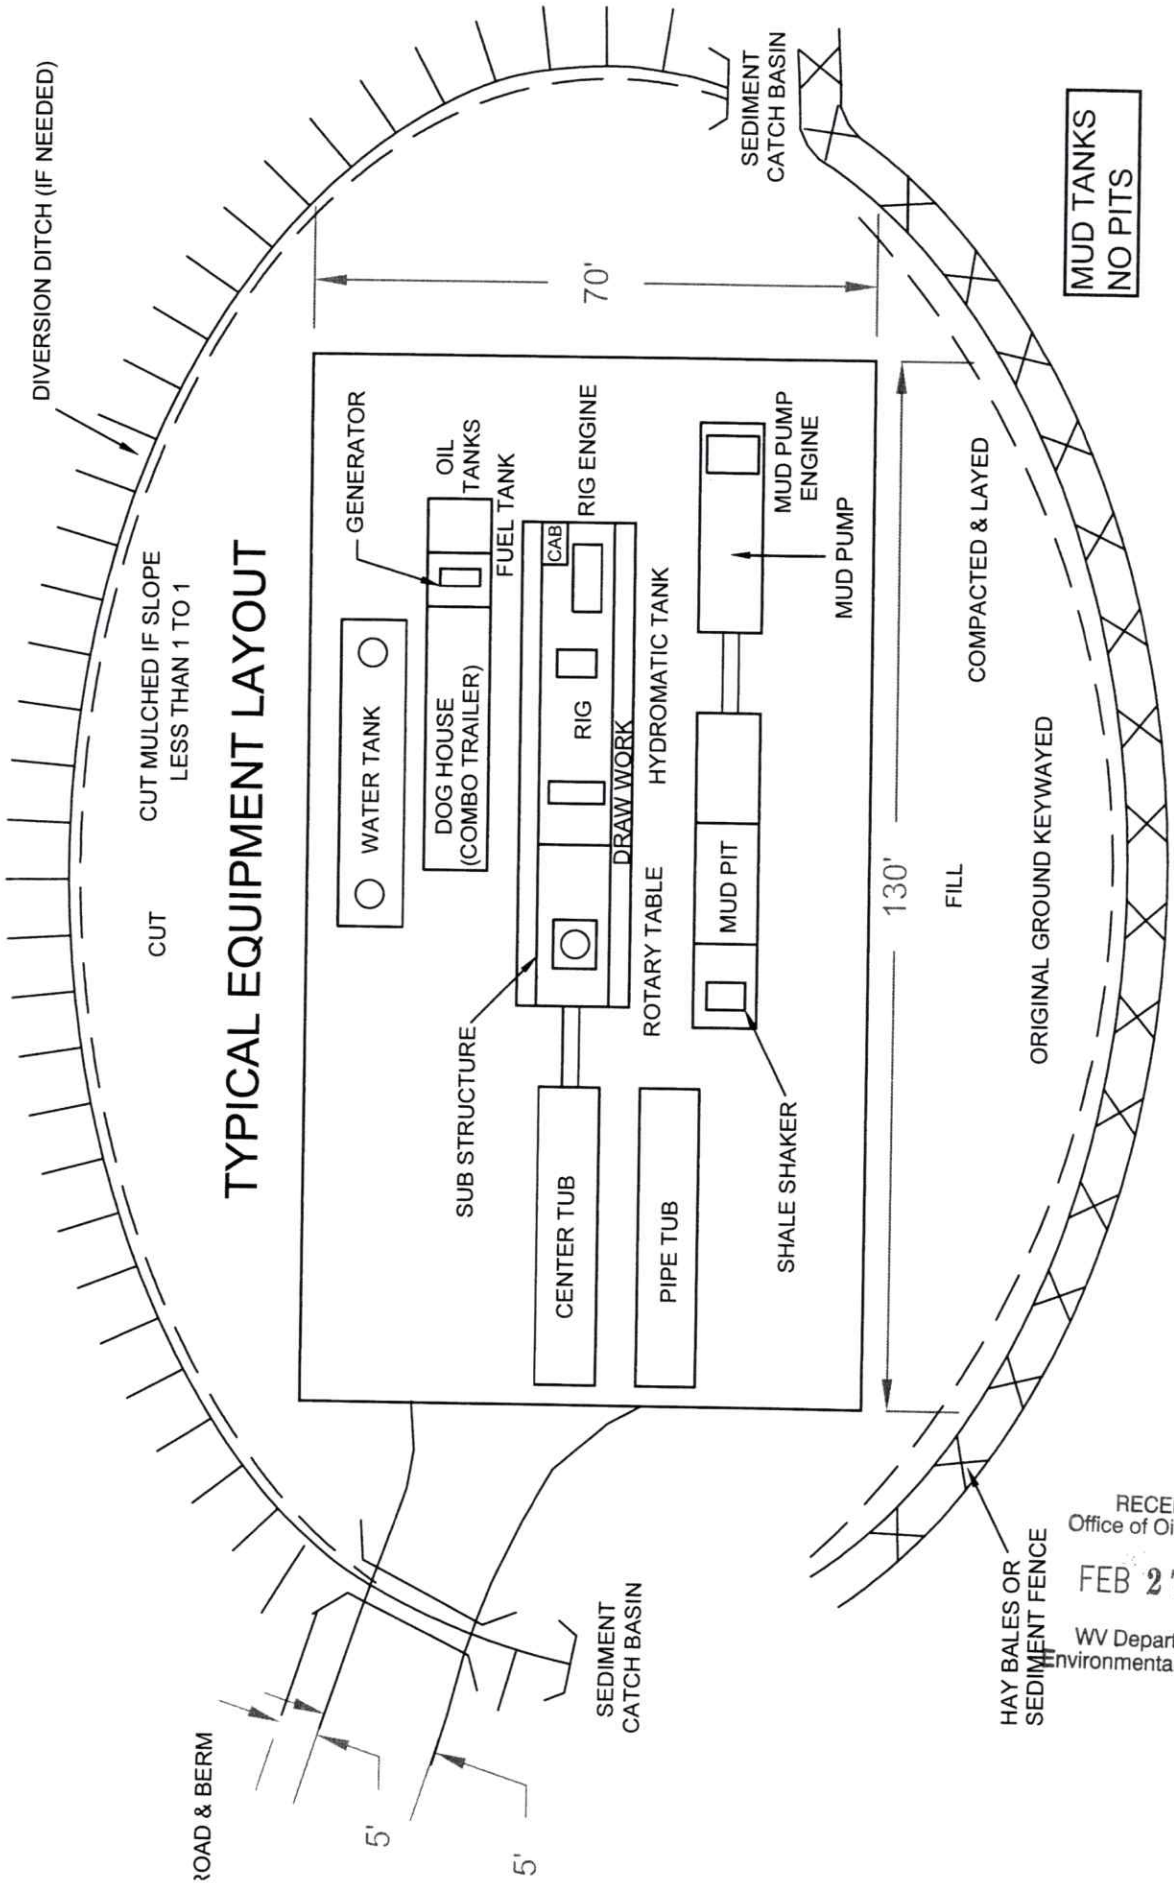 DIVERSION DITCH (IF NEEDED)
CUT MULCHED IF SLOPE
LESS THAN 1 TO 1
CUT
TYPICAL EQUIPMENT LAYOUT
SEDIMENT
CATCH BASIN
GENERATOR
WATER TANK
OIL
TANKS
DOG HOUSE
(COMBO TRAILER)
FUEL TANK
70'
SUB STRUCTURE
CAB
RIG ENGINE
RIG
DRAW WORK
CENTER TUB
ROTARY TABLE
HYDROMATIC TANK
PIPE TUB
MUD PIT
MUD PUMP
ENGINE
SHALE SHAKER
MUD PUMP
130'
FILL
COMPACTED & LAYED
ORIGINAL GROUND KEYWAYED
MUD TANKS
NO PITS
ROAD & BERM
5'
5'
SEDIMENT
CATCH BASIN
HAY BALES OR
SEDIMENT FENCE
Office of
FEB
WV
Environmenta